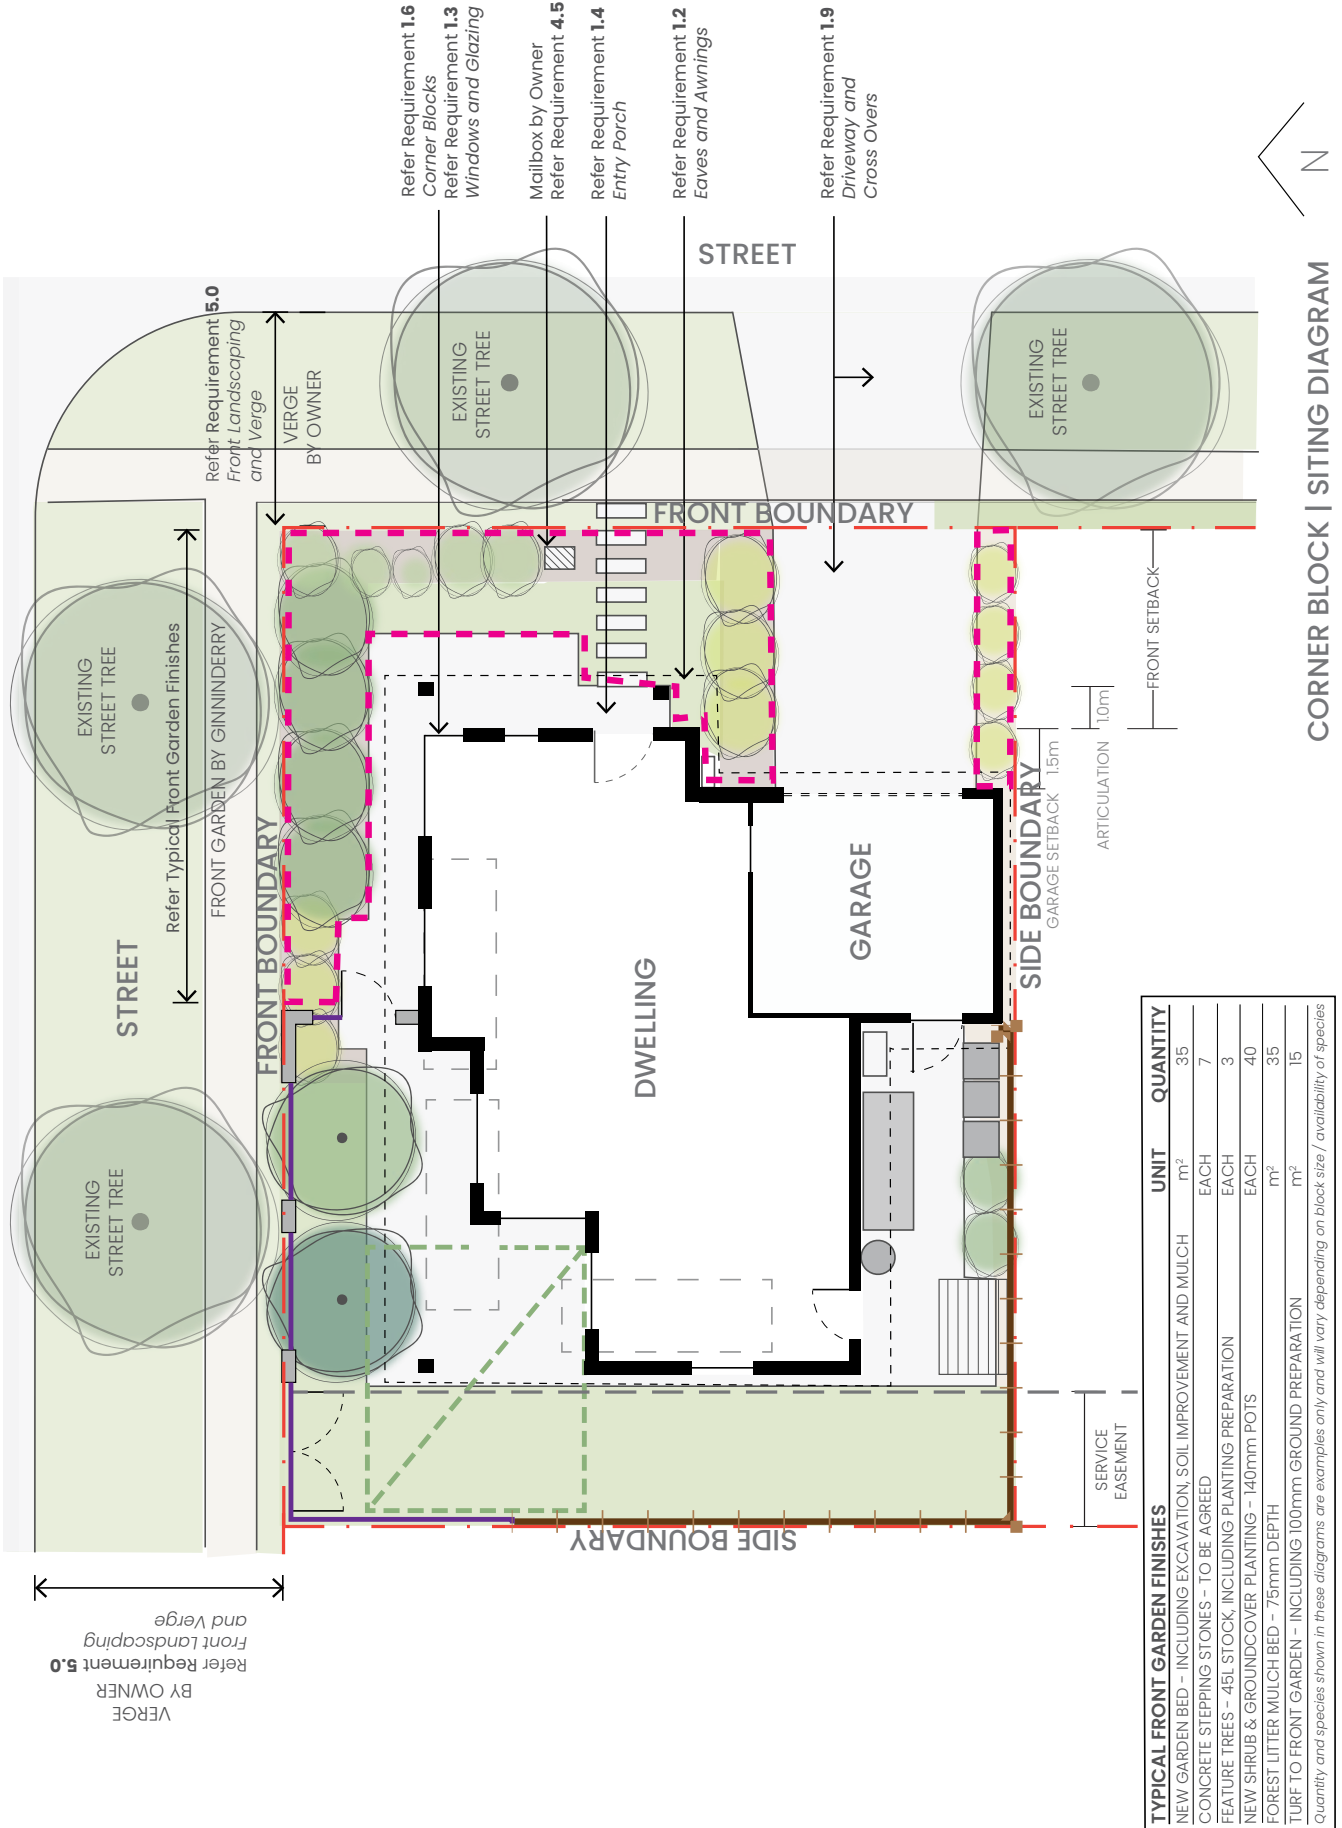 Refer Requirement 1.6
Corner Blocks
Refer Requirement 1.3
Windows and Glazing
Mailbox by Owner
Refer Requirement 4.5
Refer Requirement 1.4
Entry Porch
Refer Requirement 1.2
Eaves and Awnings
Refer Requirement 1.9
Driveway and
Cross Overs
N
STREET
Refer Requirement 5.0
Front Landscaping
and Verge
VERGE
BY OWNER
EXISTING
STREET TREE
EXISTING
STREET TREE
FRONT BOUNDARY
EXISTING
STREET TREE
Refer Typical Front Garden Finishes
FRONT GARDEN BY GINNINDERRY
FRONT BOUNDARY
STREET
FRONT SETBACK
1.0m
ARTICULATION
1.5m
GARAGE SETBACK
SIDE BOUNDARY
GARAGE
DWELLING
EXISTING
STREET TREE
SERVICE
EASEMENT
SIDE BOUNDARY
VERGE
BY OWNER
Refer Requirement 5.0
Front Landscaping
and Verge
CORNER BLOCK | SITING DIAGRAM
TYPICAL FRONT GARDEN FINISHES UNIT QUANTITY
NEW GARDEN BED - INCLUDING EXCAVATION, SOIL IMPROVEMENT AND MULCH m² 35
CONCRETE STEPPING STONES - TO BE AGREED EACH 7
FEATURE TREES - 45L STOCK, INCLUDING PLANTING PREPARATION EACH 3
NEW SHRUB & GROUNDCOVER PLANTING - 140mm POTS EACH 40
FOREST LITTER MULCH BED - 75mm DEPTH m² 35
TURF TO FRONT GARDEN - INCLUDING 100mm GROUND PREPARATION m² 15
Quantity and species shown in these diagrams are examples only and will vary depending on block size / availability of species